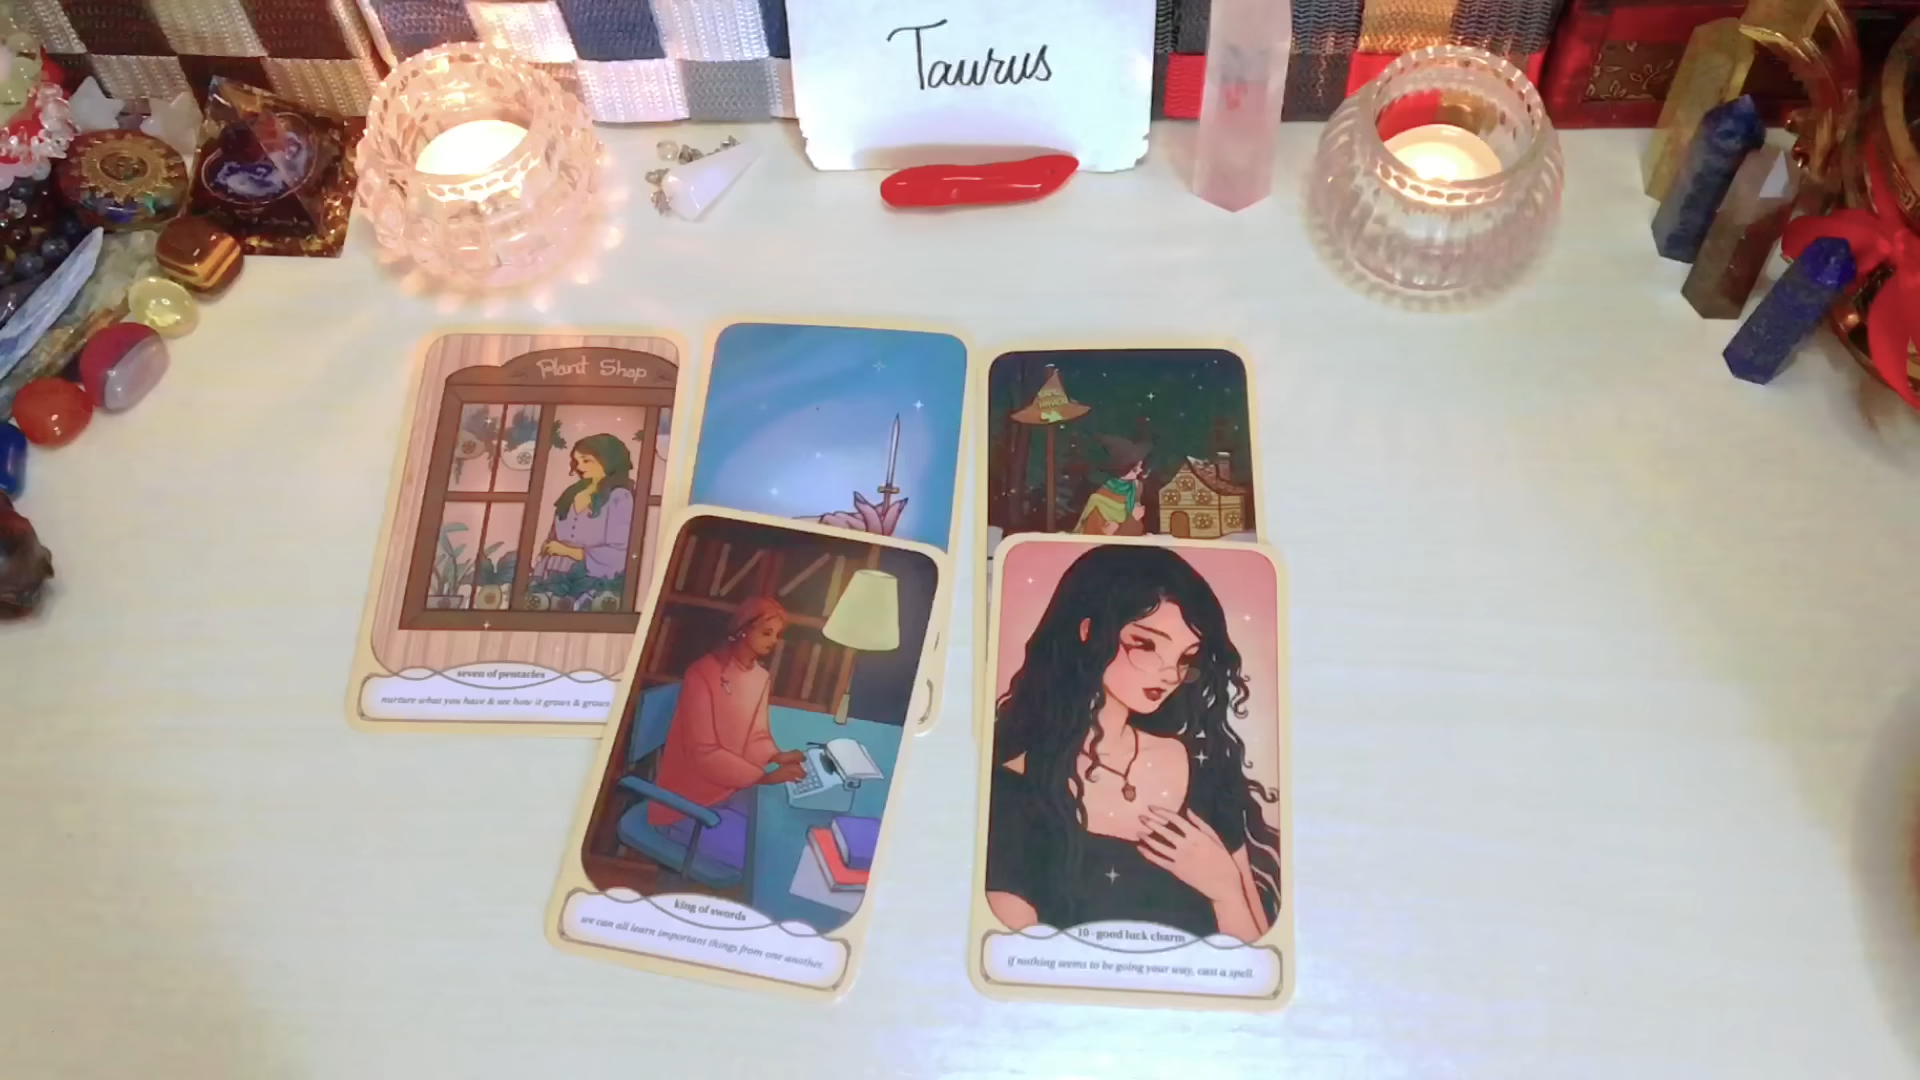 Taurus
Plant Shop
seven of pentacles
nurture what you have & see how it grows & grows
king of swords
we can all learn important things from one another.
10 - good luck charm
if nothing seems to be going your way, cast a spell.